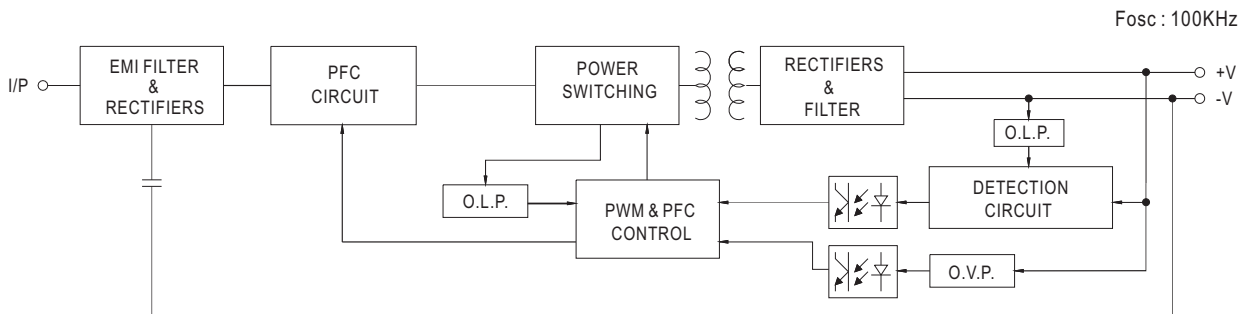 Fosc : 100KHz
I/P
EMI FILTER
&
RECTIFIERS
PFC
CIRCUIT
POWER
SWITCHING
RECTIFIERS
&
FILTER
+V
-V
O.L.P.
O.L.P.
PWM & PFC
CONTROL
DETECTION
CIRCUIT
O.V.P.